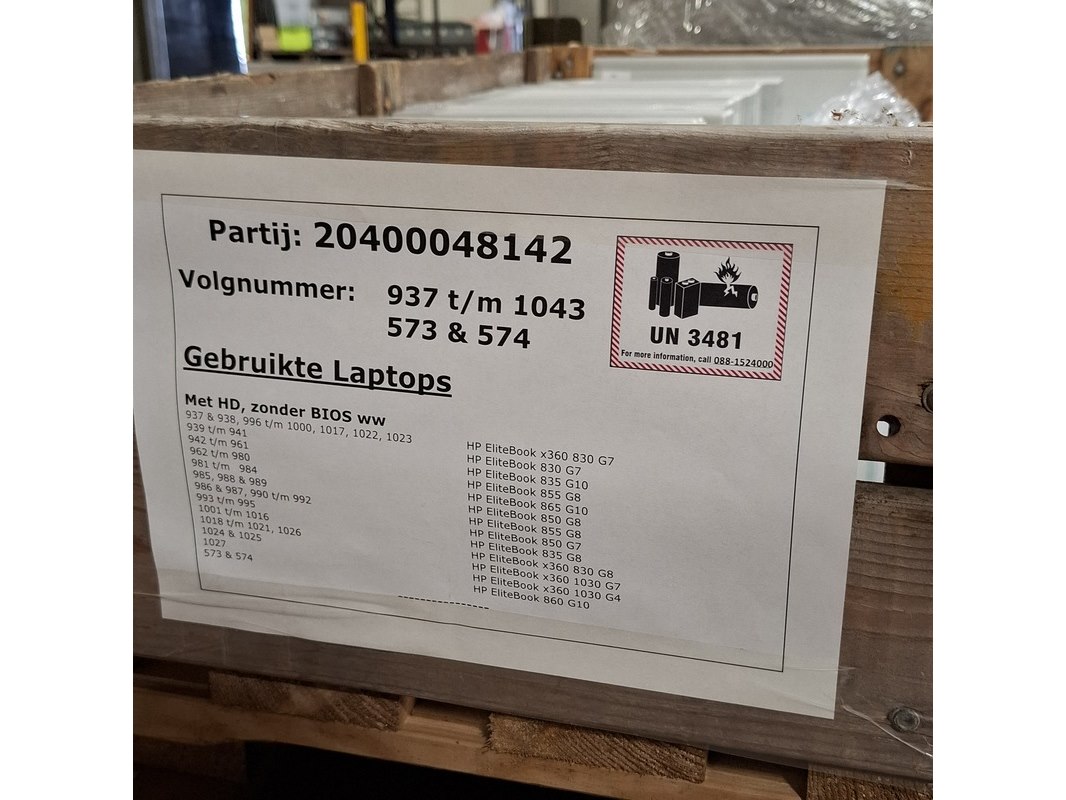 Partij: 20400048142
Volgnummer: 937 t/m 1043
573 & 574
UN 3481
For more information, call 088-1524000
Gebruikte Laptops
Met HD, zonder BIOS ww
937 & 938, 996 t/m 1000, 1017, 1022, 1023 HP EliteBook x360 830 G7
939 t/m 941 HP EliteBook 830 G7
942 t/m 961 HP EliteBook 835 G10
962 t/m 980 HP EliteBook 855 G8
981 t/m 984 HP EliteBook 865 G10
985, 988 & 989 HP EliteBook 850 G8
986 & 987, 990 t/m 992 HP EliteBook 855 G8
993 t/m 995 HP EliteBook 850 G7
1001 t/m 1016 HP EliteBook 835 G8
1018 t/m 1021, 1026 HP EliteBook x360 830 G8
1024 & 1025 HP EliteBook x360 1030 G7
1027 HP EliteBook x360 1030 G4
573 & 574 HP EliteBook 860 G10